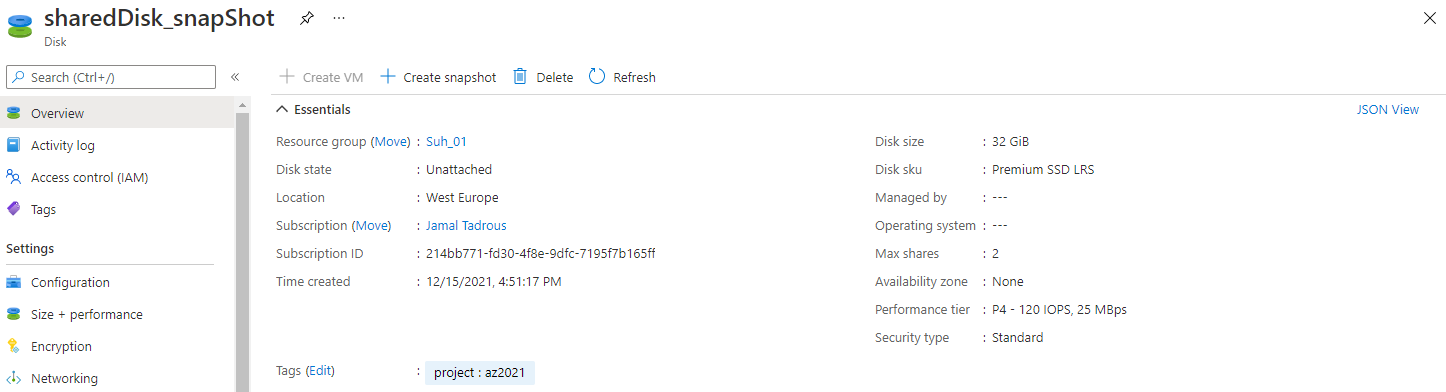 sharedDisk_snapShot
Disk
Search (Ctrl+/)
Overview
Activity log
Access control (IAM)
Tags
Settings
Configuration
Size + performance
Encryption
Networking
Create VM Create snapshot Delete Refresh
Essentials JSON View
Resource group (Move) : Suh_01
Disk state : Unattached
Location : West Europe
Subscription (Move) : Jamal Tadrous
Subscription ID : 214bb771-fd30-4f8e-9dfc-7195f7b165ff
Time created : 12/15/2021, 4:51:17 PM
Disk size : 32 GiB
Disk sku : Premium SSD LRS
Managed by : ---
Operating system : ---
Max shares : 2
Availability zone : None
Performance tier : P4 - 120 IOPS, 25 MBps
Security type : Standard
Tags (Edit) : project : az2021